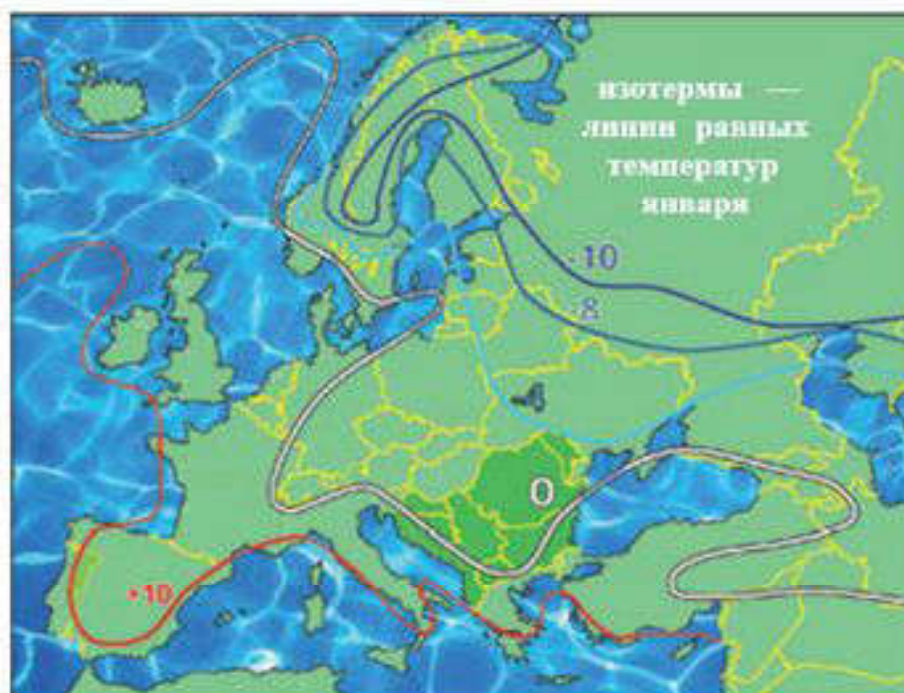 изотермы —
линии равных
температур
января
-10
-8
-4
0
+10